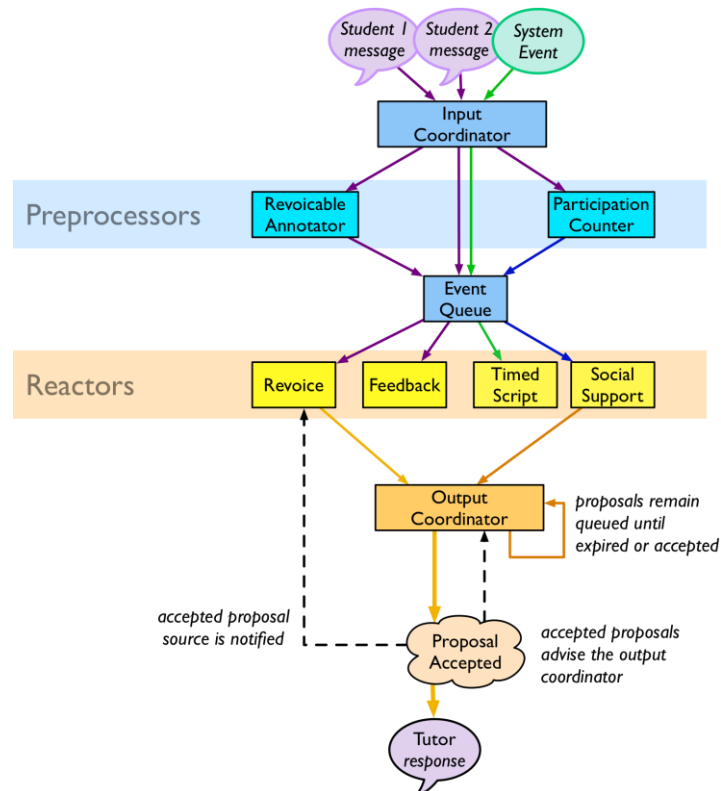 Student 1
message
Student 2
message
System
Event
Input
Coordinator
Preprocessors
Revoicable
Annotator
Participation
Counter
Event
Queue
Reactors
Revoice
Feedback
Timed
Script
Social
Support
Output
Coordinator
proposals remain
queued until
expired or accepted
accepted proposal
source is notified
Proposal
Accepted
accepted proposals
advise the output
coordinator
Tutor
response